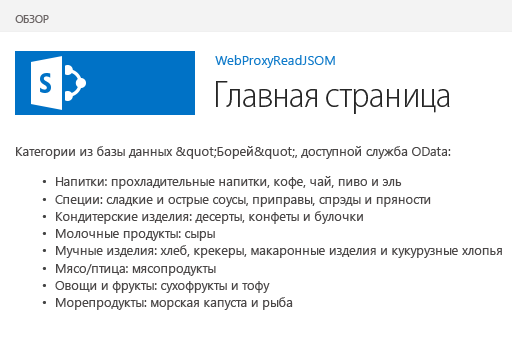 ОБЗОР
S
WebProxyReadJSOM
Главная страница
Категории из базы данных &quot;Борей&quot;, доступной служба OData:
• Напитки: прохладительные напитки, кофе, чай, пиво и эль
• Специи: сладкие и острые соусы, приправы, спрэды и пряности
• Кондитерские изделия: десерты, конфеты и булочки
• Молочные продукты: сыры
• Мучные изделия: хлеб, крекеры, макаронные изделия и кукурузные хлопья
• Мясо/птица: мясопродукты
• Овощи и фрукты: сухофрукты и тофу
• Морепродукты: морская капуста и рыба